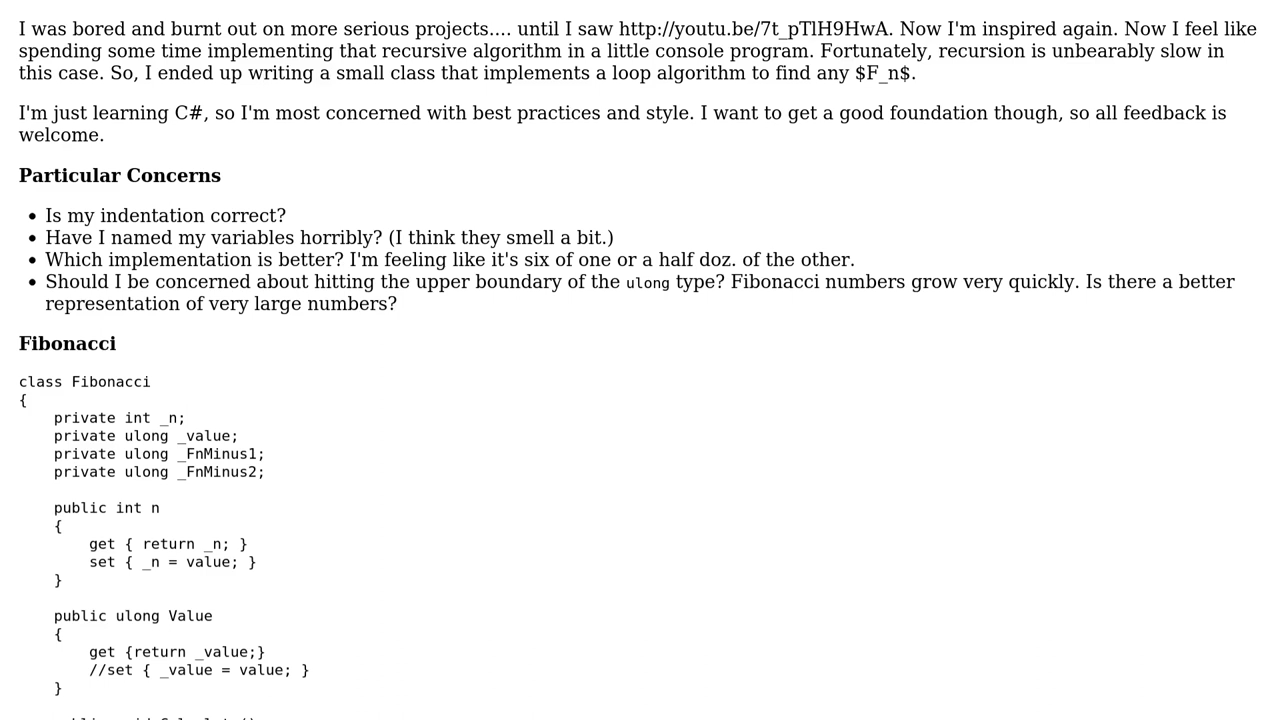 I was bored and burnt out on more serious projects.... until I saw http://youtu.be/7t_pTlH9HwA. Now I'm inspired again. Now I feel like
spending some time implementing that recursive algorithm in a little console program. Fortunately, recursion is unbearably slow in
this case. So, I ended up writing a small class that implements a loop algorithm to find any $F_n$.
I'm just learning C#, so I'm most concerned with best practices and style. I want to get a good foundation though, so all feedback is
welcome.
Particular Concerns
• Is my indentation correct?
• Have I named my variables horribly? (I think they smell a bit.)
• Which implementation is better? I'm feeling like it's six of one or a half doz. of the other.
• Should I be concerned about hitting the upper boundary of the ulong type? Fibonacci numbers grow very quickly. Is there a better
representation of very large numbers?
Fibonacci
class Fibonacci
{
    private int _n;
    private ulong _value;
    private ulong _FnMinus1;
    private ulong _FnMinus2;
    public int n
    {
        get { return _n; }
        set { _n = value; }
    }
    public ulong Value
    {
        get {return _value;}
        //set { _value = value; }
    }